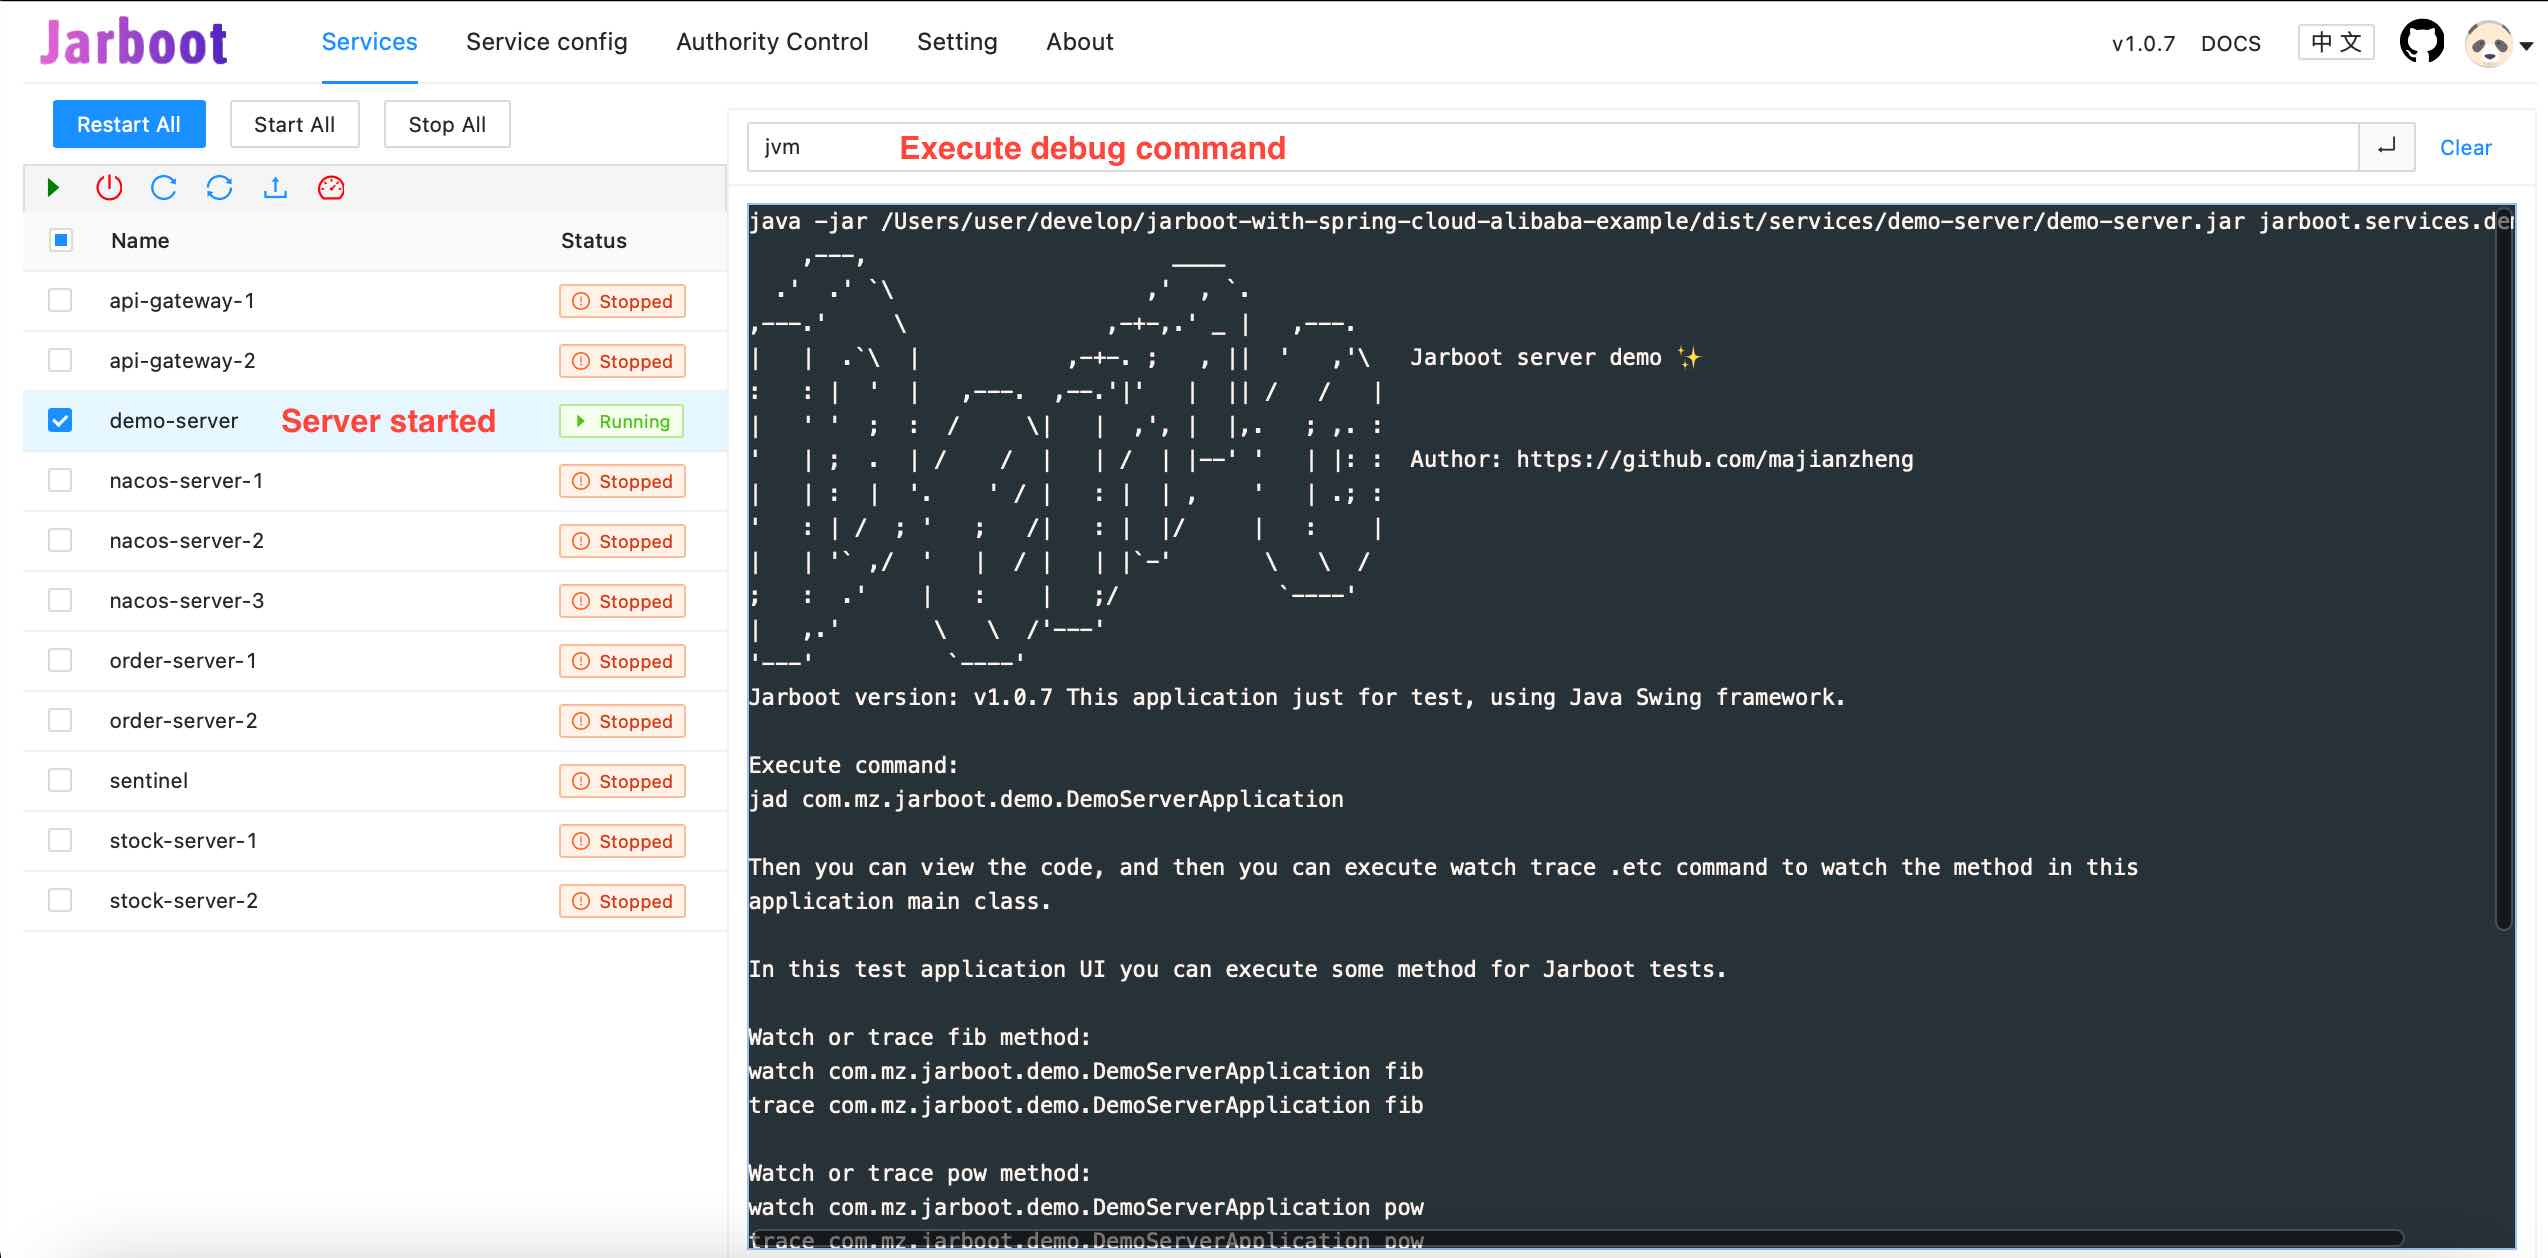 Jarboot
Services
Service config
Authority Control
Setting
About
v1.0.7
DOCS
中 文
Restart All
Start All
Stop All
jvm
Execute debug command
Clear
Name
Status
api-gateway-1
Stopped
api-gateway-2
Stopped
demo-server
Server started
Running
nacos-server-1
Stopped
nacos-server-2
Stopped
nacos-server-3
Stopped
order-server-1
Stopped
order-server-2
Stopped
sentinel
Stopped
stock-server-1
Stopped
stock-server-2
Stopped
java -jar /Users/user/develop/jarboot-with-spring-cloud-alibaba-example/dist/services/demo-server/demo-server.jar jarboot.services.dem
Jarboot server demo ✨
Author: https://github.com/majianzheng
Jarboot version: v1.0.7 This application just for test, using Java Swing framework.
Execute command:
jad com.mz.jarboot.demo.DemoServerApplication
Then you can view the code, and then you can execute watch trace .etc command to watch the method in this
application main class.
In this test application UI you can execute some method for Jarboot tests.
Watch or trace fib method:
watch com.mz.jarboot.demo.DemoServerApplication fib
trace com.mz.jarboot.demo.DemoServerApplication fib
Watch or trace pow method:
watch com.mz.jarboot.demo.DemoServerApplication pow
trace com.mz.jarboot.demo.DemoServerApplication pow